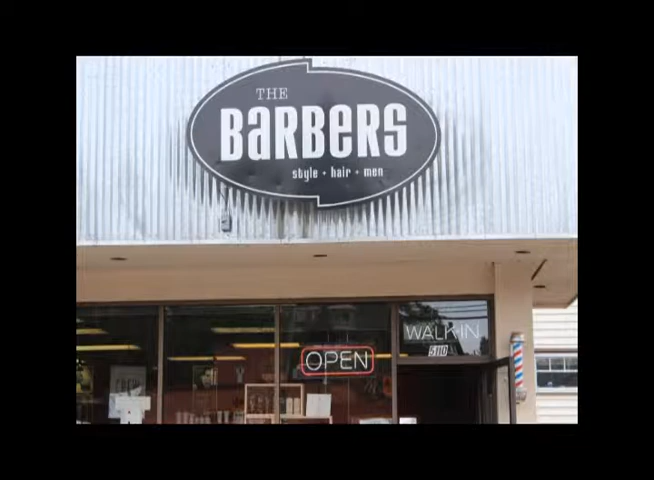 THE
BaRBeRS
style • hair • men
WALK-IN
5110
OPEN